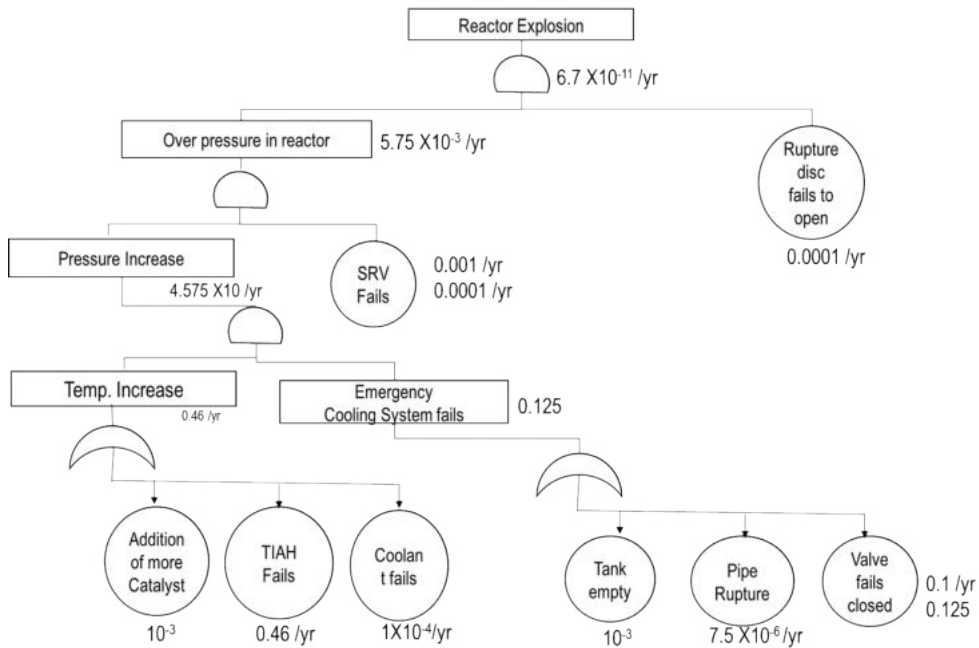 Reactor Explosion
6.7 X10⁻¹¹ /yr
Over pressure in reactor
5.75 X10⁻³ /yr
Rupture
disc
fails to
open
0.0001 /yr
Pressure Increase
4.575 X10 /yr
SRV
Fails
0.001 /yr
0.0001 /yr
Temp. Increase
0.46 /yr
Emergency
Cooling System fails
0.125
Addition
of more
Catalyst
10⁻³
TIAH
Fails
0.46 /yr
Coolan
t fails
1X10⁻⁴/yr
Tank
empty
10⁻³
Pipe
Rupture
7.5 X10⁻⁶/yr
Valve
fails
closed
0.1 /yr
0.125